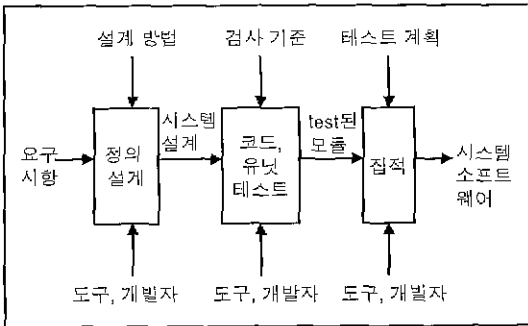 설계 방법
검사 기준
테스트 계획
요구
사항
정의
설계
시스템
설계
코드,
유닛
테스트
test된
모듈
집적
시스템
소프트
웨어
도구, 개발자
도구, 개발자
도구, 개발자